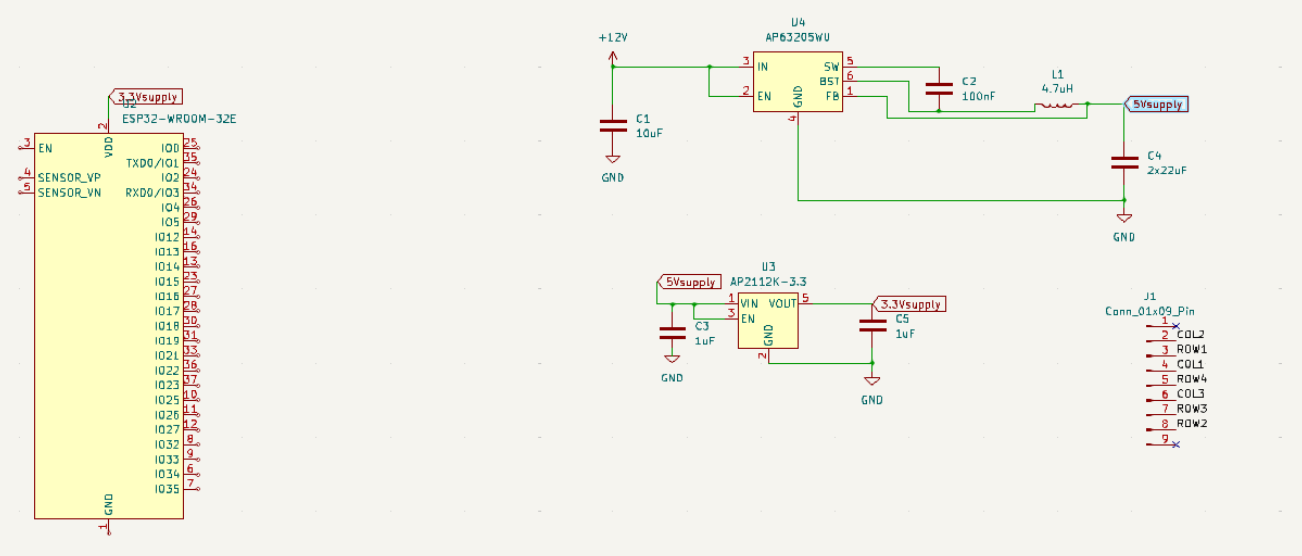 3.3Vsupply
U2
ESP32-WROOM-32E
2
VDD
3 EN
4 SENSOR_VP
5 SENSOR_VN
IO0 25
TXD0/IO1 35
IO2 24
RXD0/IO3 34
IO4 26
IO5 29
IO12 14
IO13 16
IO14 13
IO15 23
IO16 27
IO17 28
IO18 30
IO19 31
IO21 33
IO22 36
IO23 37
IO25 10
IO26 11
IO27 12
IO32 8
IO33 9
IO34 6
IO35 7
GND
1
+12V
C1
10uF
GND
U4
AP63205WU
3 IN
2 EN
SW 5
BST 6
FB 1
GND
4
C2
100nF
L1
4.7uH
5Vsupply
C4
2x22uF
GND
5Vsupply
C3
1uF
GND
U3
AP2112K-3.3
1 VIN
3 EN
VOUT 5
GND
2
3.3Vsupply
C5
1uF
GND
J1
Conn_01x09_Pin
1
2 COL2
3 ROW1
4 COL1
5 ROW4
6 COL3
7 ROW3
8 ROW2
9